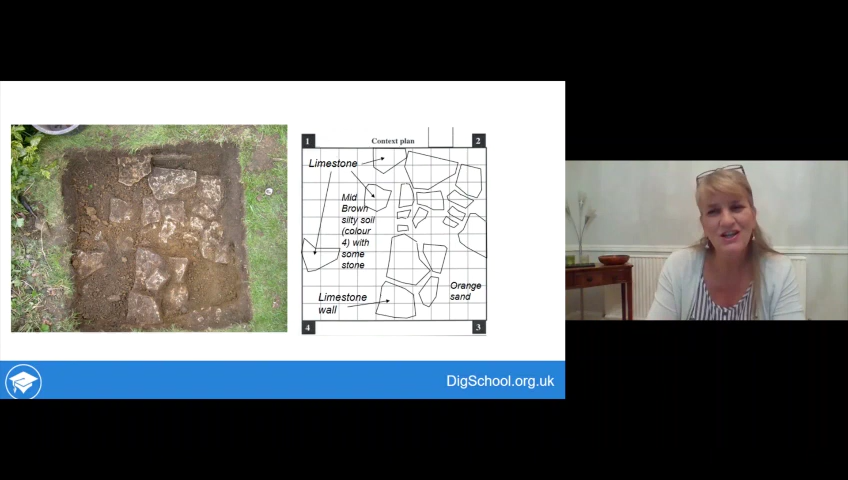 1
Context plan
2
Limestone
Mid
Brown
silty soil
(colour
4) with
some
stone
Orange
sand
Limestone
wall
4
3
DigSchool.org.uk